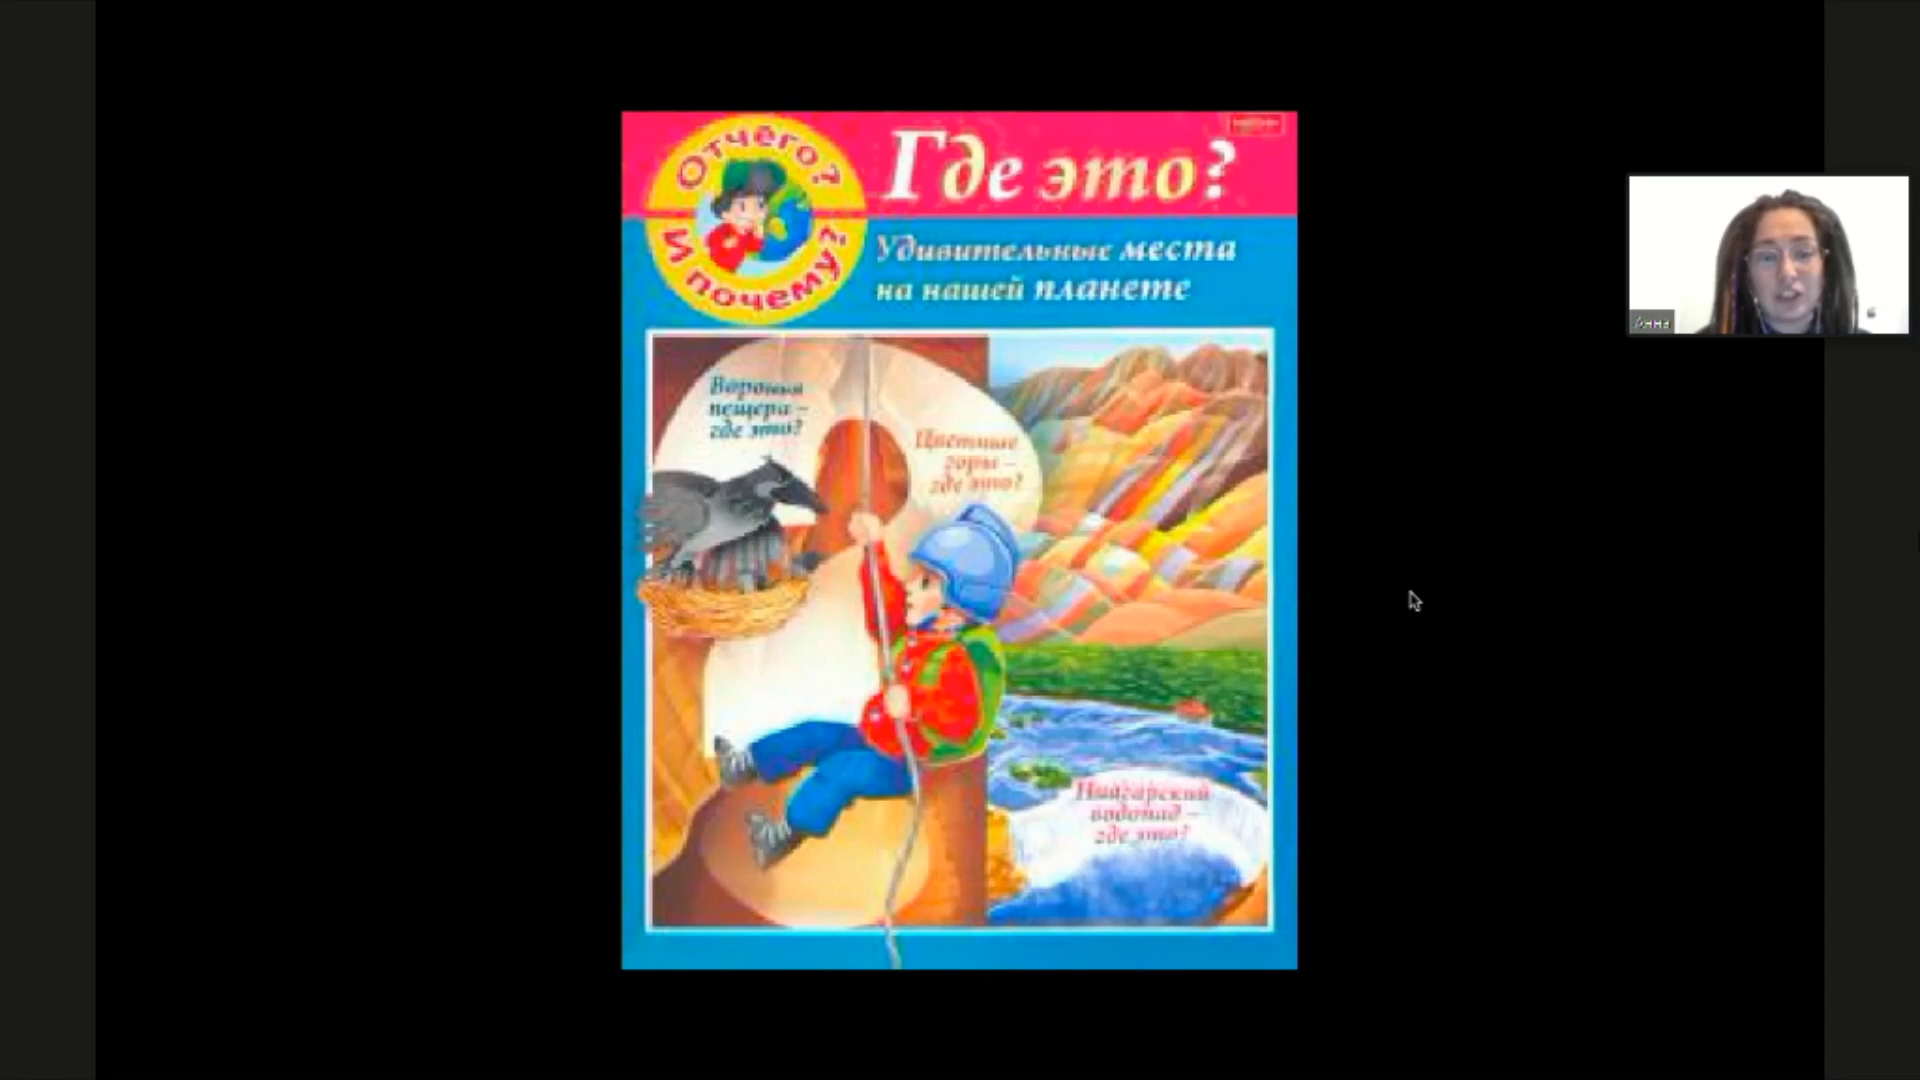 Отчего?
И почему?
Где это?
Удивительные места
на нашей планете
Воронья
пещера –
где это?
Цветные
горы –
где это?
Ниагарский
водопад –
где это?
Анна